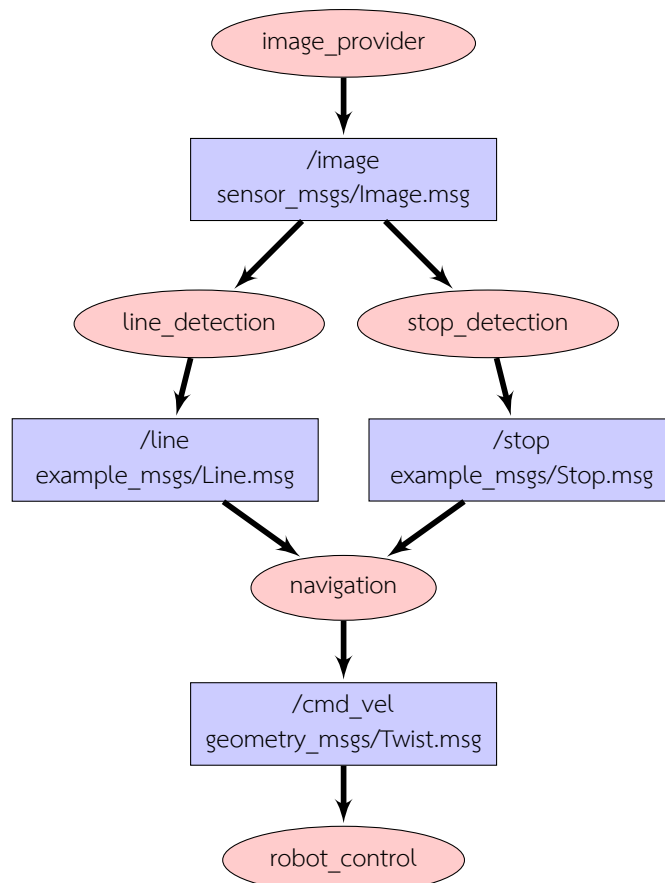 image_provider
/image
sensor_msgs/Image.msg
line_detection
stop_detection
/line
example_msgs/Line.msg
/stop
example_msgs/Stop.msg
navigation
/cmd_vel
geometry_msgs/Twist.msg
robot_control